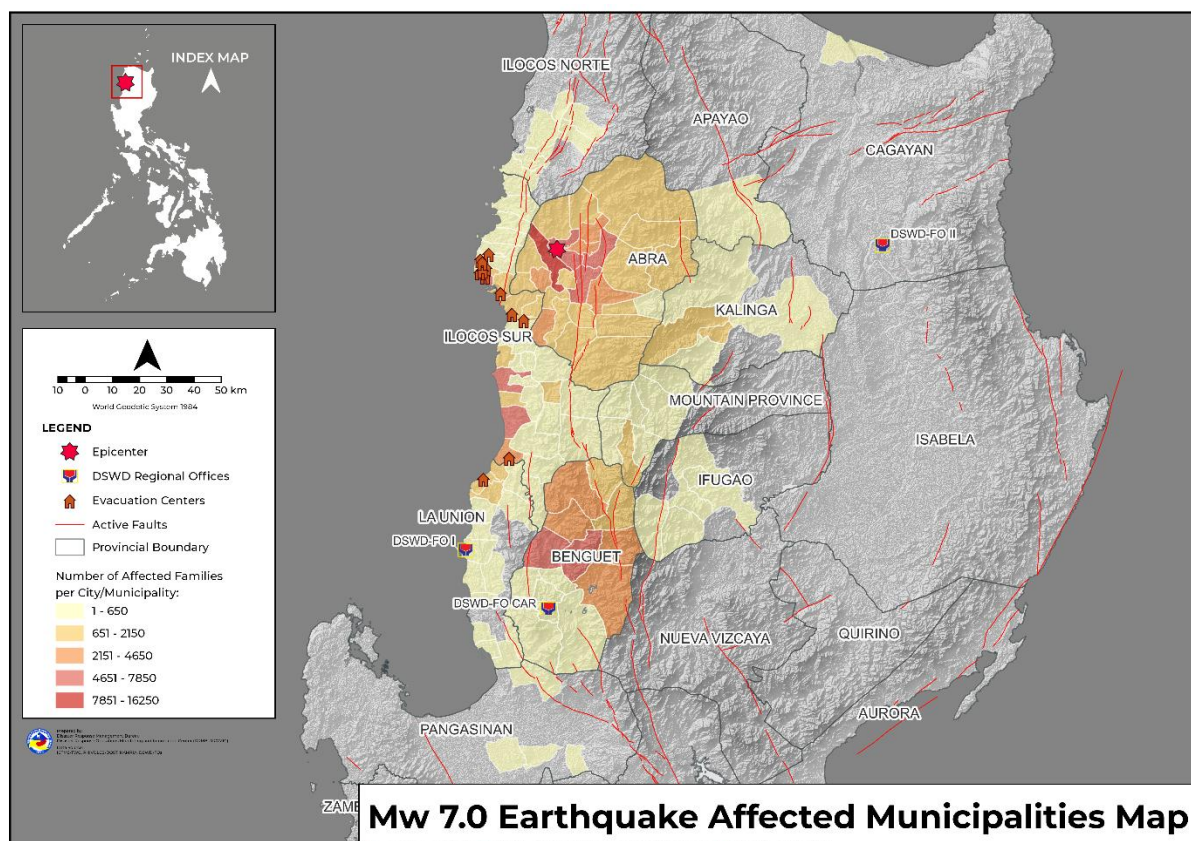 INDEX MAP
10 0 10 20 30 40 50 km
World Geodetic System 1984
LEGEND
Epicenter
DSWD Regional Offices
Evacuation Centers
Active Faults
Provincial Boundary
Number of Affected Families
per City/Municipality:
1 - 650
651 - 2150
2151 - 4650
4651 - 7850
7851 - 16250
ILOCOS NORTE
APAYAO
CAGAYAN
DSWD-FO II
ABRA
KALINGA
ILOCOS SUR
MOUNTAIN PROVINCE
ISABELA
IFUGAO
LA UNION
DSWD-FO I
BENGUET
DSWD-FO CAR
NUEVA VIZCAYA
QUIRINO
AURORA
PANGASINAN
ZAMB
Mw 7.0 Earthquake Affected Municipalities Map